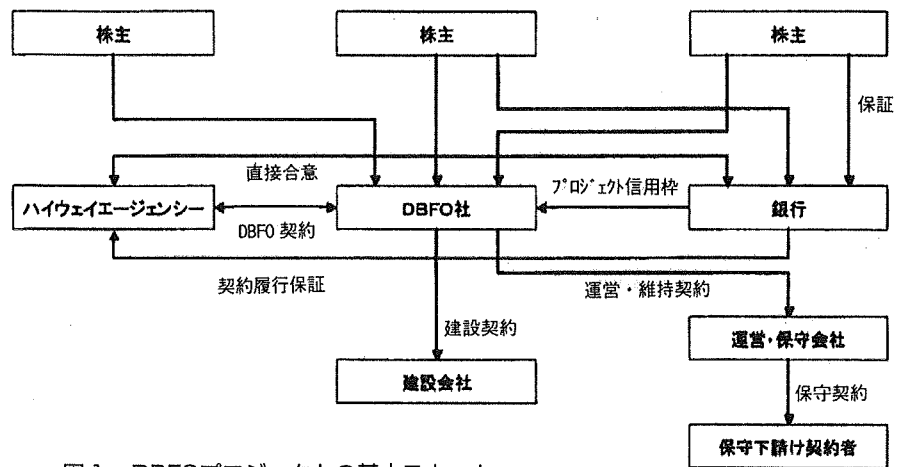 株主
株主
株主
保証
直接合意
プロジェクト信用枠
ハイウェイエージェンシー
DBFO社
銀行
DBFO 契約
契約履行保証
運営・維持契約
建設契約
運営・保守会社
建設会社
保守契約
保守下請け契約者